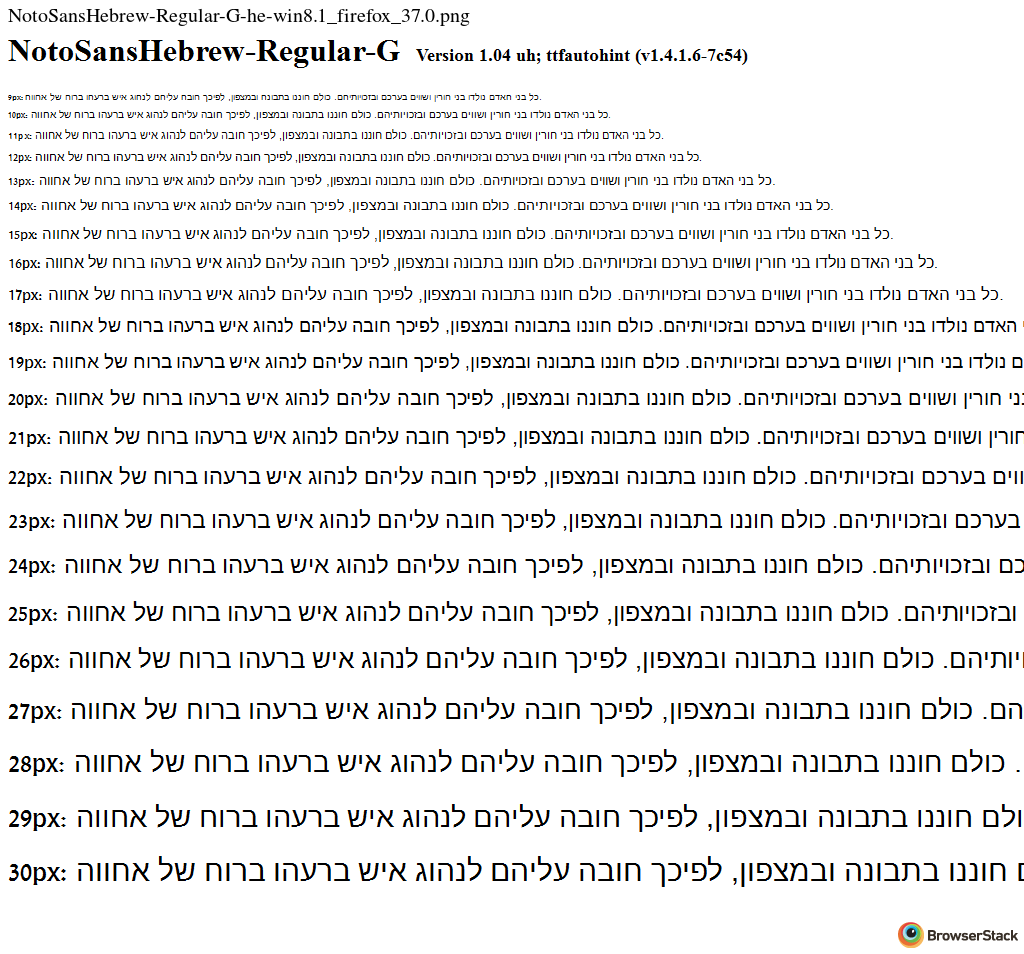 NotoSansHebrew-Regular-G-he-win8.1_firefox_37.0.png
NotoSansHebrew-Regular-G Version 1.04 uh; ttfautohint (v1.4.1.6-7c54)
9px: כל בני האדם נולדו בני חורין ושווים בערכם ובזכויותיהם. כולם חוננו בתבונה ובמצפון, לפיכך חובה עליהם לנהוג איש ברעהו ברוח של אחווה.
10px: כל בני האדם נולדו בני חורין ושווים בערכם ובזכויותיהם. כולם חוננו בתבונה ובמצפון, לפיכך חובה עליהם לנהוג איש ברעהו ברוח של אחווה.
11px: כל בני האדם נולדו בני חורין ושווים בערכם ובזכויותיהם. כולם חוננו בתבונה ובמצפון, לפיכך חובה עליהם לנהוג איש ברעהו ברוח של אחווה.
12px: כל בני האדם נולדו בני חורין ושווים בערכם ובזכויותיהם. כולם חוננו בתבונה ובמצפון, לפיכך חובה עליהם לנהוג איש ברעהו ברוח של אחווה.
13px: כל בני האדם נולדו בני חורין ושווים בערכם ובזכויותיהם. כולם חוננו בתבונה ובמצפון, לפיכך חובה עליהם לנהוג איש ברעהו ברוח של אחווה.
14px: כל בני האדם נולדו בני חורין ושווים בערכם ובזכויותיהם. כולם חוננו בתבונה ובמצפון, לפיכך חובה עליהם לנהוג איש ברעהו ברוח של אחווה.
15px: כל בני האדם נולדו בני חורין ושווים בערכם ובזכויותיהם. כולם חוננו בתבונה ובמצפון, לפיכך חובה עליהם לנהוג איש ברעהו ברוח של אחווה.
16px: כל בני האדם נולדו בני חורין ושווים בערכם ובזכויותיהם. כולם חוננו בתבונה ובמצפון, לפיכך חובה עליהם לנהוג איש ברעהו ברוח של אחווה.
17px: כל בני האדם נולדו בני חורין ושווים בערכם ובזכויותיהם. כולם חוננו בתבונה ובמצפון, לפיכך חובה עליהם לנהוג איש ברעהו ברוח של אחווה.
18px: האדם נולדו בני חורין ושווים בערכם ובזכויותיהם. כולם חוננו בתבונה ובמצפון, לפיכך חובה עליהם לנהוג איש ברעהו ברוח של אחווה
19px: נולדו בני חורין ושווים בערכם ובזכויותיהם. כולם חוננו בתבונה ובמצפון, לפיכך חובה עליהם לנהוג איש ברעהו ברוח של אחווה
20px: חורין ושווים בערכם ובזכויותיהם. כולם חוננו בתבונה ובמצפון, לפיכך חובה עליהם לנהוג איש ברעהו ברוח של אחווה
21px: חורין ושווים בערכם ובזכויותיהם. כולם חוננו בתבונה ובמצפון, לפיכך חובה עליהם לנהוג איש ברעהו ברוח של אחווה
22px: בערכם ובזכויותיהם. כולם חוננו בתבונה ובמצפון, לפיכך חובה עליהם לנהוג איש ברעהו ברוח של אחווה
23px: בערכם ובזכויותיהם. כולם חוננו בתבונה ובמצפון, לפיכך חובה עליהם לנהוג איש ברעהו ברוח של אחווה
24px: ובזכויותיהם. כולם חוננו בתבונה ובמצפון, לפיכך חובה עליהם לנהוג איש ברעהו ברוח של אחווה
25px: ובזכויותיהם. כולם חוננו בתבונה ובמצפון, לפיכך חובה עליהם לנהוג איש ברעהו ברוח של אחווה
26px: כולם חוננו בתבונה ובמצפון, לפיכך חובה עליהם לנהוג איש ברעהו ברוח של אחווה
27px: כולם חוננו בתבונה ובמצפון, לפיכך חובה עליהם לנהוג איש ברעהו ברוח של אחווה
28px: . כולם חוננו בתבונה ובמצפון, לפיכך חובה עליהם לנהוג איש ברעהו ברוח של אחווה
29px: חוננו בתבונה ובמצפון, לפיכך חובה עליהם לנהוג איש ברעהו ברוח של אחווה
30px: חוננו בתבונה ובמצפון, לפיכך חובה עליהם לנהוג איש ברעהו ברוח של אחווה
BrowserStack